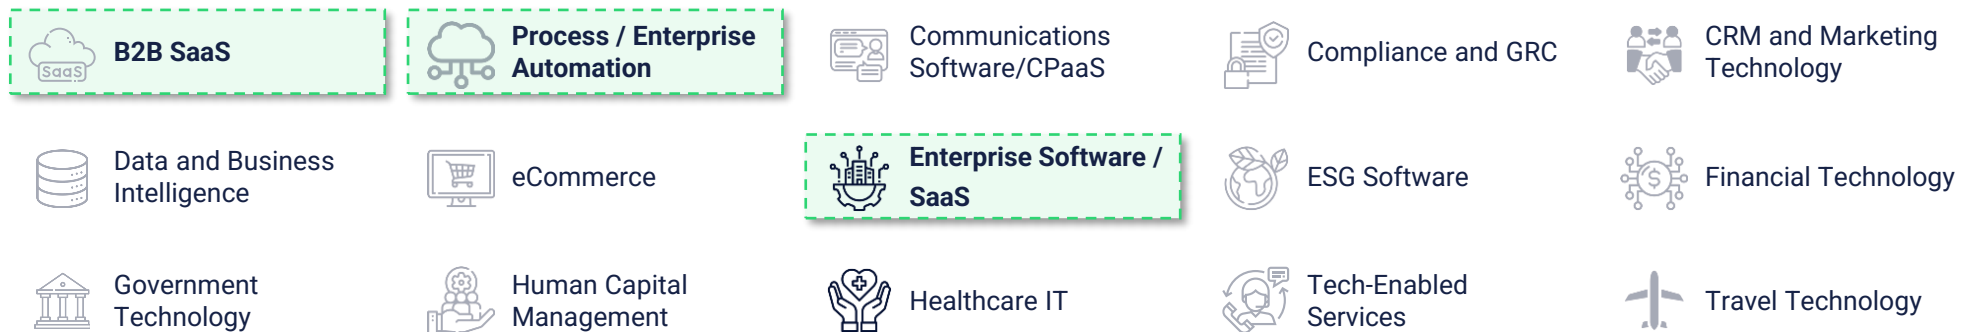 SaaS
B2B SaaS
Process / Enterprise
Automation
Communications
Software/CPaaS
Compliance and GRC
CRM and Marketing
Technology
Data and Business
Intelligence
eCommerce
Enterprise Software /
SaaS
ESG Software
$
Financial Technology
Government
Technology
Human Capital
Management
Healthcare IT
Tech-Enabled
Services
Travel Technology